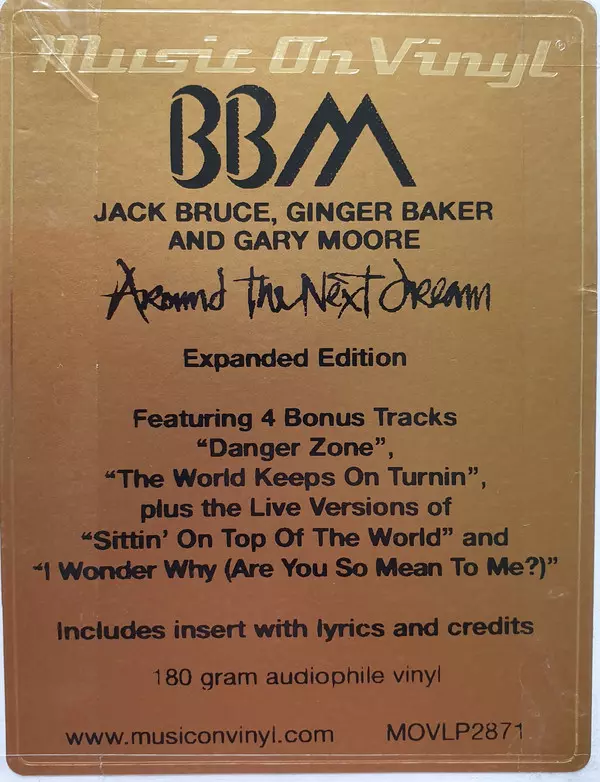 Music On Vinyl
BBM
JACK BRUCE, GINGER BAKER
AND GARY MOORE
Around the Next dream
Expanded Edition
Featuring 4 Bonus Tracks
“Danger Zone”,
“The World Keeps On Turnin”,
plus the Live Versions of
“Sittin’ On Top Of The World” and
“I Wonder Why (Are You So Mean To Me?)”
Includes insert with lyrics and credits
180 gram audiophile vinyl
www.musiconvinyl.com MOVLP2871